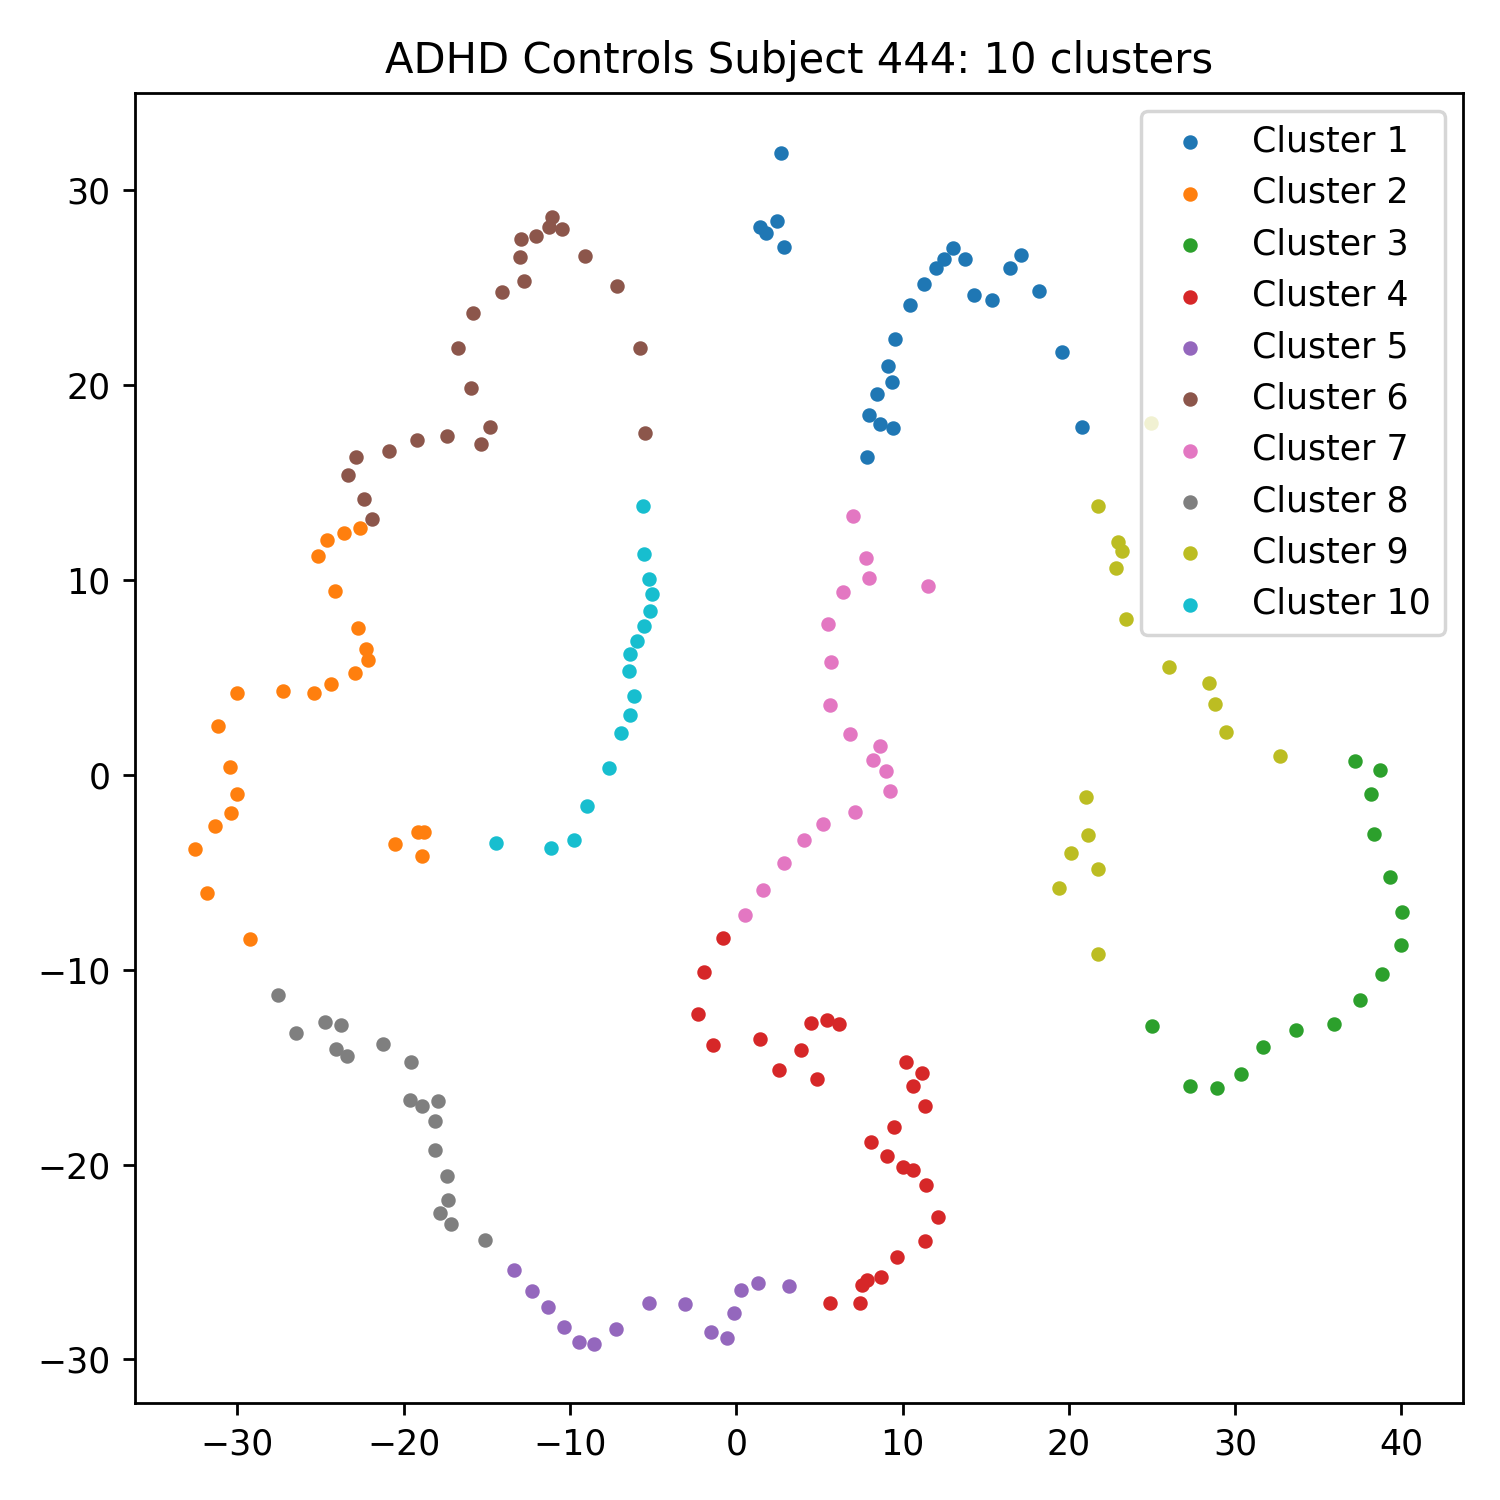 ADHD Controls Subject 444: 10 clusters
Cluster 1
Cluster 2
Cluster 3
Cluster 4
Cluster 5
Cluster 6
Cluster 7
Cluster 8
Cluster 9
Cluster 10
30
20
10
0
−10
−20
−30
−30 −20 −10 0 10 20 30 40